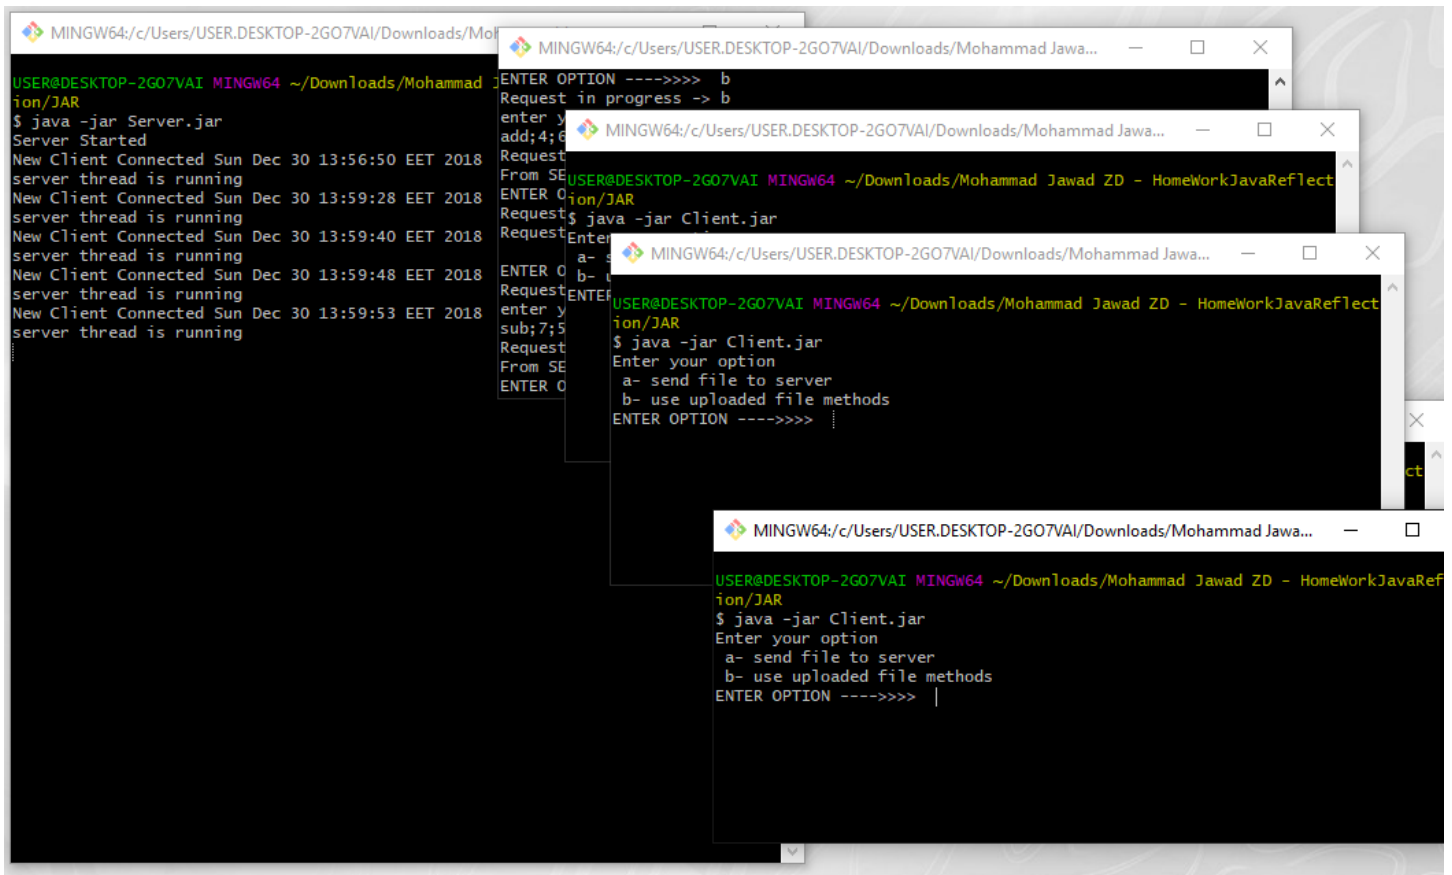 MINGW64:/c/Users/USER.DESKTOP-2GO7VAI/Downloads/Moh
USER@DESKTOP-2GO7VAI MINGW64 ~/Downloads/Mohammad J
ion/JAR
$ java -jar Server.jar
Server Started
New Client Connected Sun Dec 30 13:56:50 EET 2018
server thread is running
New Client Connected Sun Dec 30 13:59:28 EET 2018
server thread is running
New Client Connected Sun Dec 30 13:59:40 EET 2018
server thread is running
New Client Connected Sun Dec 30 13:59:48 EET 2018
server thread is running
New Client Connected Sun Dec 30 13:59:53 EET 2018
server thread is running
MINGW64:/c/Users/USER.DESKTOP-2GO7VAI/Downloads/Mohammad Jawa...
ENTER OPTION ---->>>>  b
Request in progress -> b
enter y
add;4;6
Request
From SE
ENTER O
Request
Request
ENTER O
Request
enter y
sub;7;5
Request
From SE
ENTER O
MINGW64:/c/Users/USER.DESKTOP-2GO7VAI/Downloads/Mohammad Jawa...
USER@DESKTOP-2GO7VAI MINGW64 ~/Downloads/Mohammad Jawad ZD - HomeWorkJavaReflect
ion/JAR
$ java -jar Client.jar
Enter
a- s
b- u
ENTER
MINGW64:/c/Users/USER.DESKTOP-2GO7VAI/Downloads/Mohammad Jawa...
USER@DESKTOP-2GO7VAI MINGW64 ~/Downloads/Mohammad Jawad ZD - HomeWorkJavaReflect
ion/JAR
$ java -jar Client.jar
Enter your option
a- send file to server
b- use uploaded file methods
ENTER OPTION ---->>>>
ct
MINGW64:/c/Users/USER.DESKTOP-2GO7VAI/Downloads/Mohammad Jawa...
USER@DESKTOP-2GO7VAI MINGW64 ~/Downloads/Mohammad Jawad ZD - HomeWorkJavaRef
ion/JAR
$ java -jar Client.jar
Enter your option
a- send file to server
b- use uploaded file methods
ENTER OPTION ---->>>>